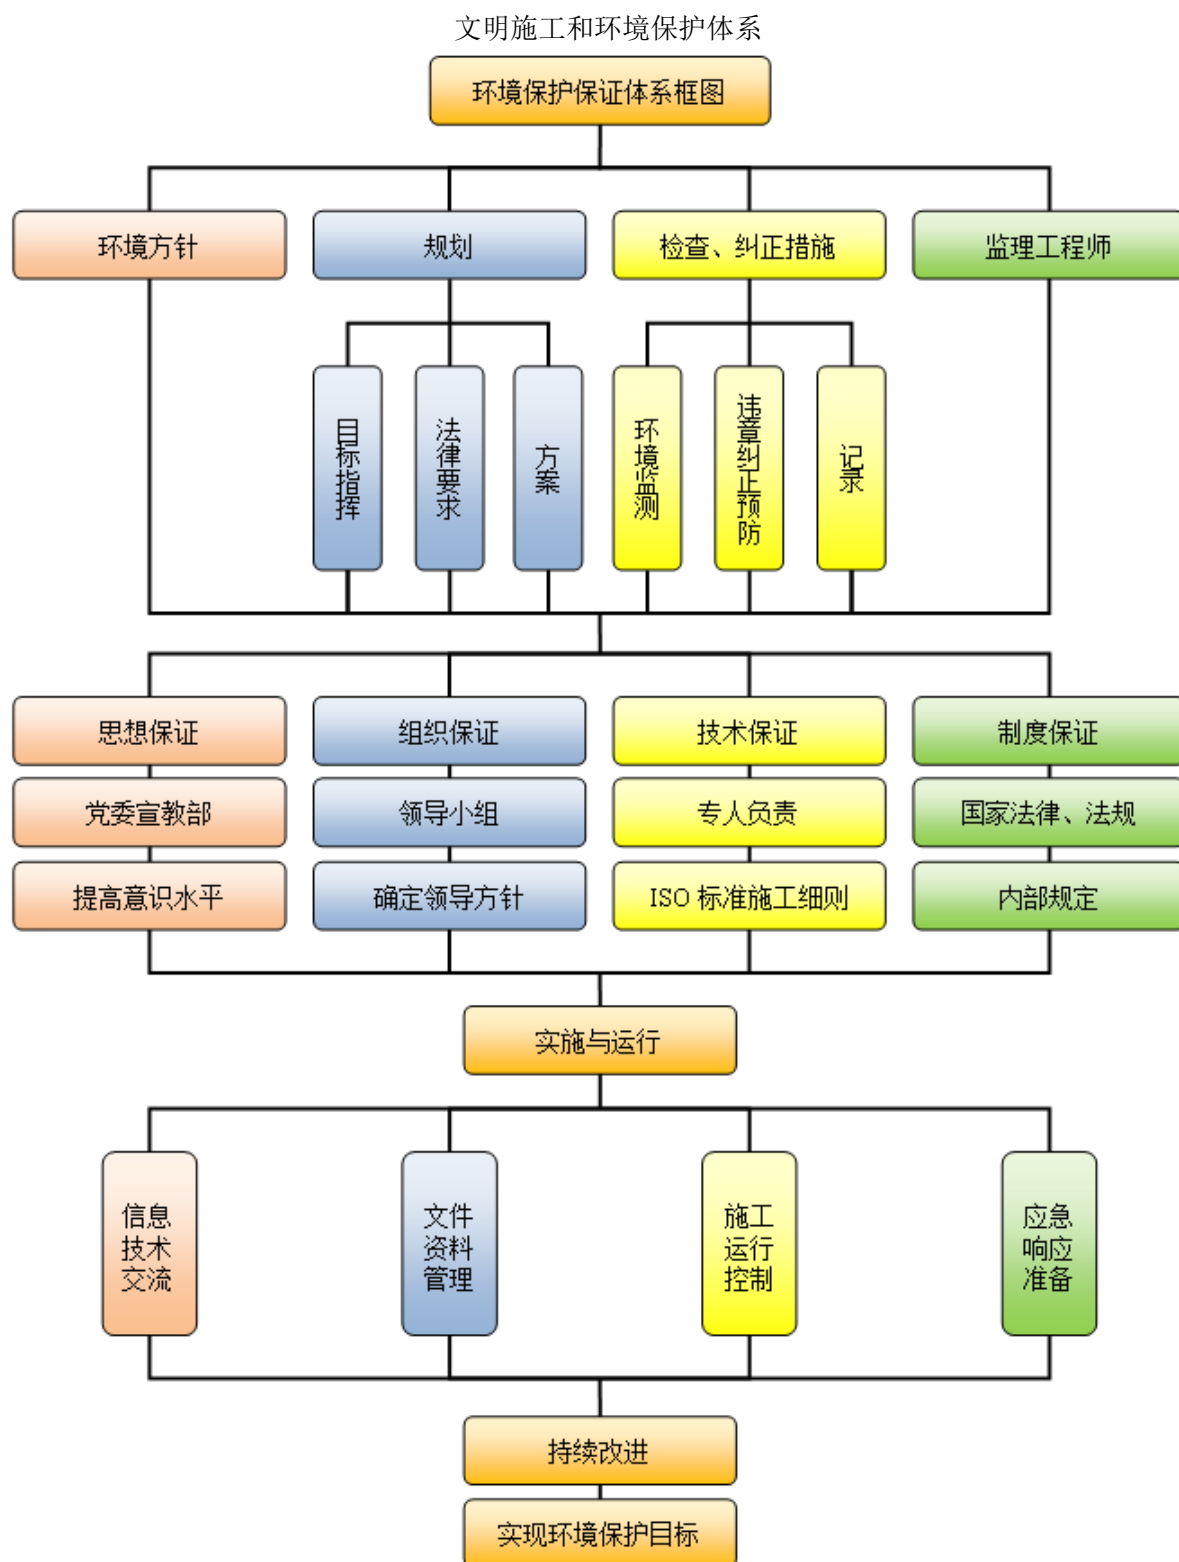 文明施工和环境保护体系
环境保护保证体系框图
环境方针
规划
检查、纠正措施
监理工程师
目标指挥
法律要求
方案
环境监测
违章纠正预防
记录
思想保证
组织保证
技术保证
制度保证
党委宣教部
领导小组
专人负责
国家法律、法规
提高意识水平
确定领导方针
ISO 标准施工细则
内部规定
实施与运行
信息
技术
交流
文件
资料
管理
施工
运行
控制
应急
响应
准备
持续改进
实现环境保护目标